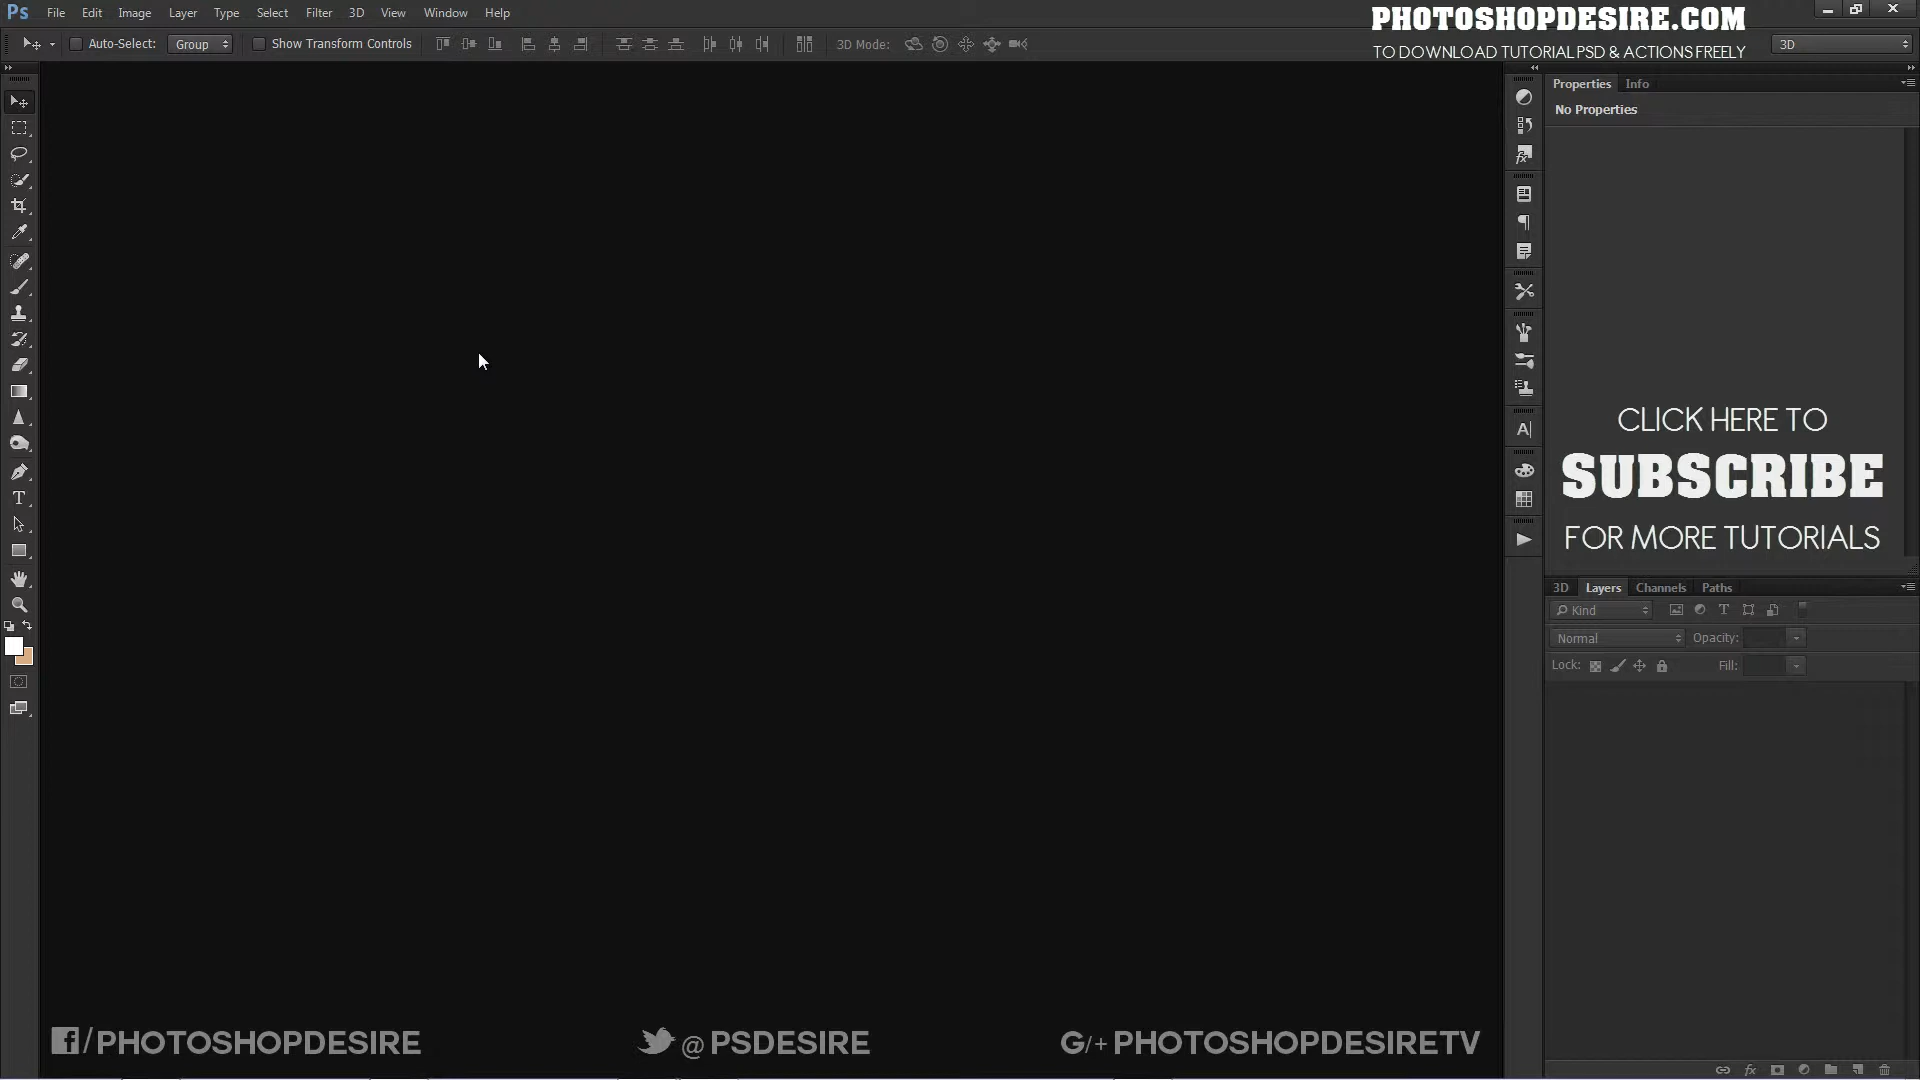 Ps File Edit Image Layer Type Select Filter 3D View Window Help
PHOTOSHOPDESIRE.COM
TO DOWNLOAD TUTORIAL PSD & ACTIONS FREELY
Auto-Select: Group Show Transform Controls 3D Mode: 3D
Properties Info
No Properties
CLICK HERE TO
SUBSCRIBE
FOR MORE TUTORIALS
3D Layers Channels Paths
Kind
Normal Opacity:
Lock: Fill:
f/PHOTOSHOPDESIRE
@ PSDESIRE
G/+ PHOTOSHOPDESIRETV